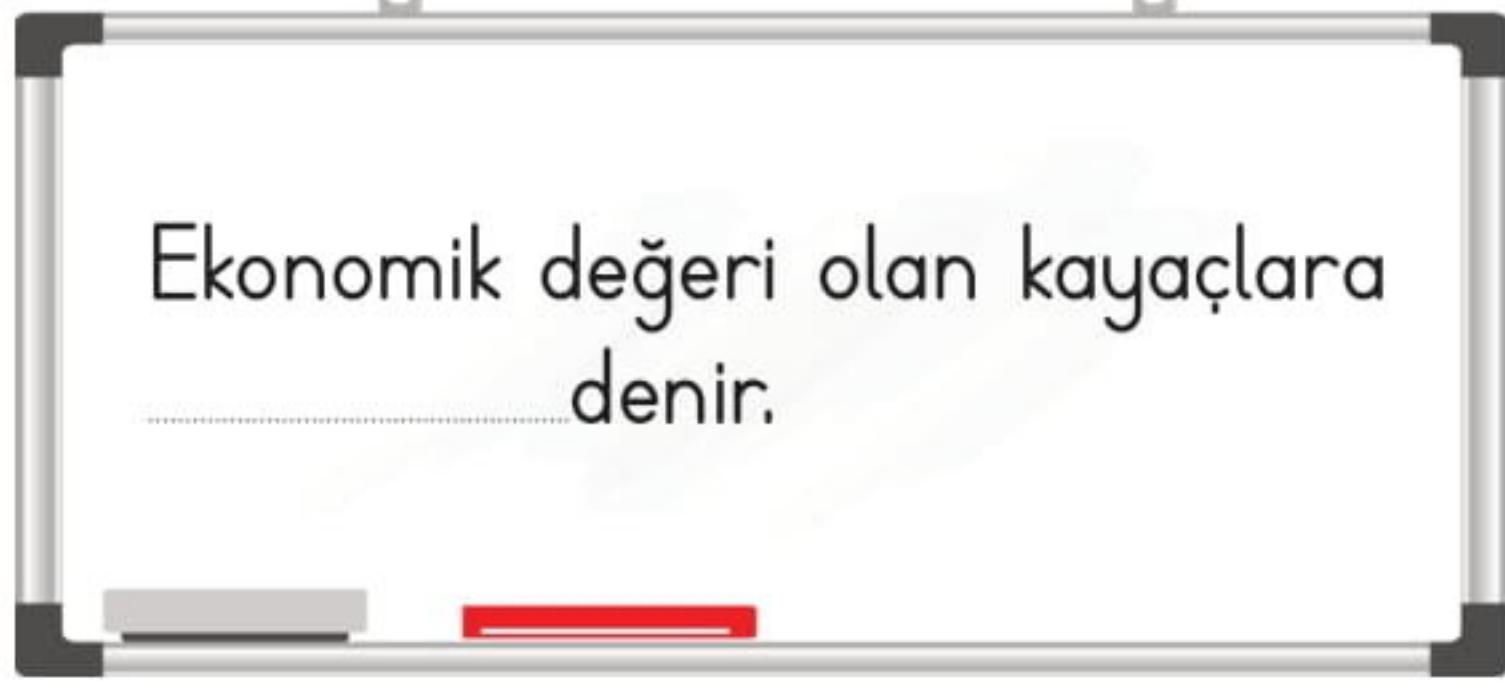 Ekonomik değeri olan kayaçlara
....................denir.